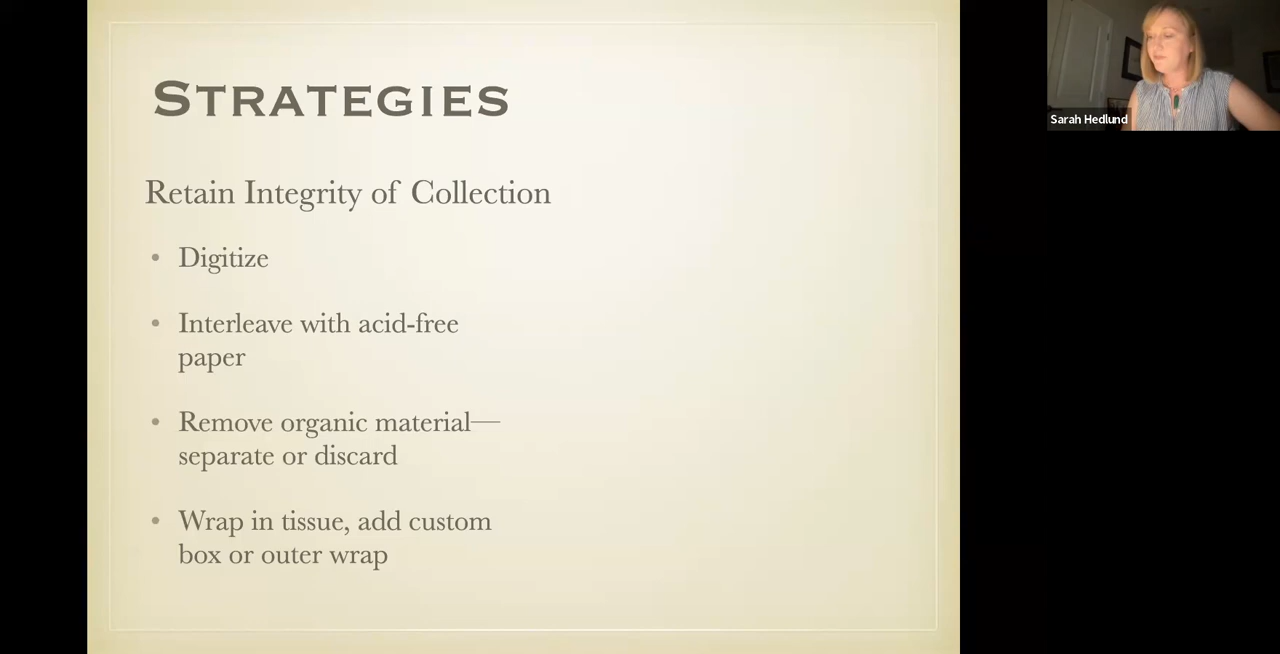 STRATEGIES
Retain Integrity of Collection
• Digitize
• Interleave with acid-free
paper
• Remove organic material—
separate or discard
• Wrap in tissue, add custom
box or outer wrap
Sarah Hedlund